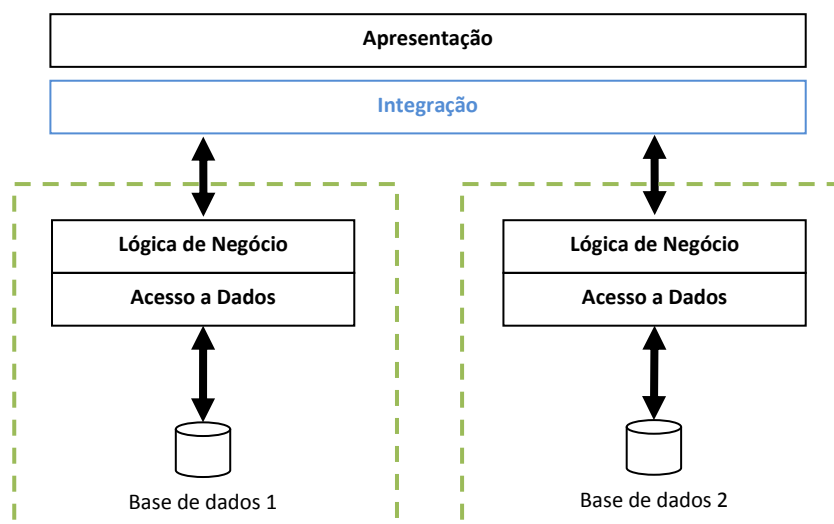 Apresentação
Integração
Lógica de Negócio
Acesso a Dados
Base de dados 1
Lógica de Negócio
Acesso a Dados
Base de dados 2